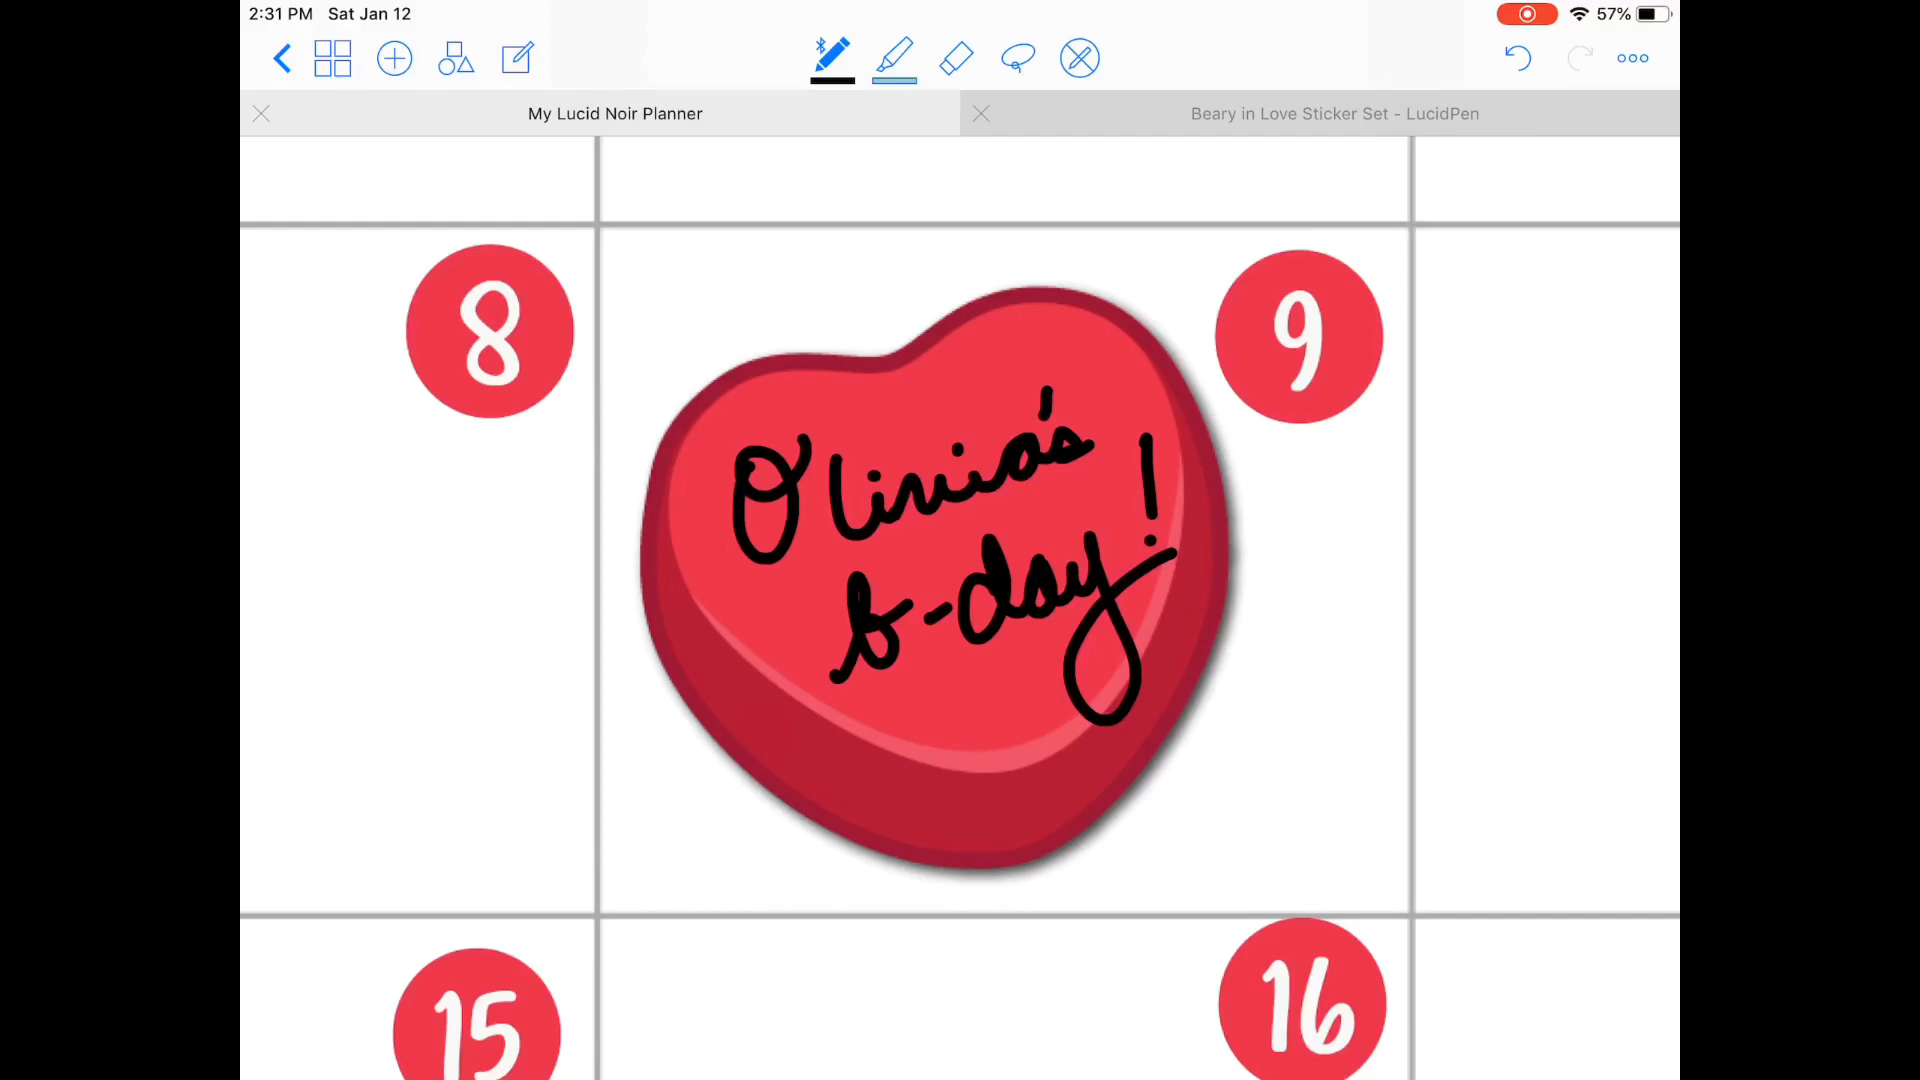 2:31 PM Sat Jan 12 57%
My Lucid Noir Planner Beary in Love Sticker Set - LucidPen
8 9
Olivia's
b-day!
15 16